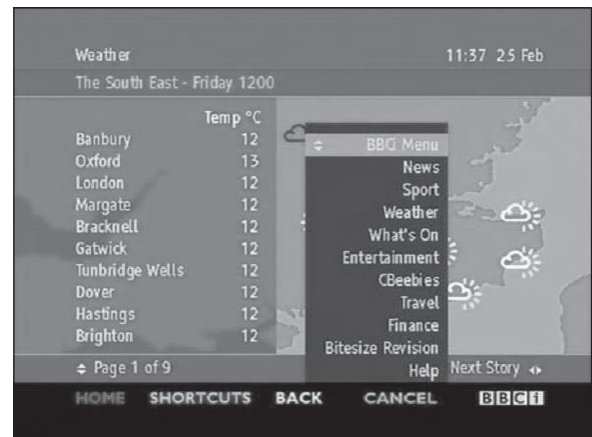 Weather 11:37 25 Feb
The South East - Friday 1200
Temp °C
Banbury 12
Oxford 13
London 12
Margate 12
Bracknell 12
Gatwick 12
Tunbridge Wells 12
Dover 12
Hastings 12
Brighton 12
BBCi Menu
News
Sport
Weather
What's On
Entertainment
CBeebies
Travel
Finance
Bitesize Revision
Help
Page 1 of 9 Next Story
HOME SHORTCUTS BACK CANCEL BBCi